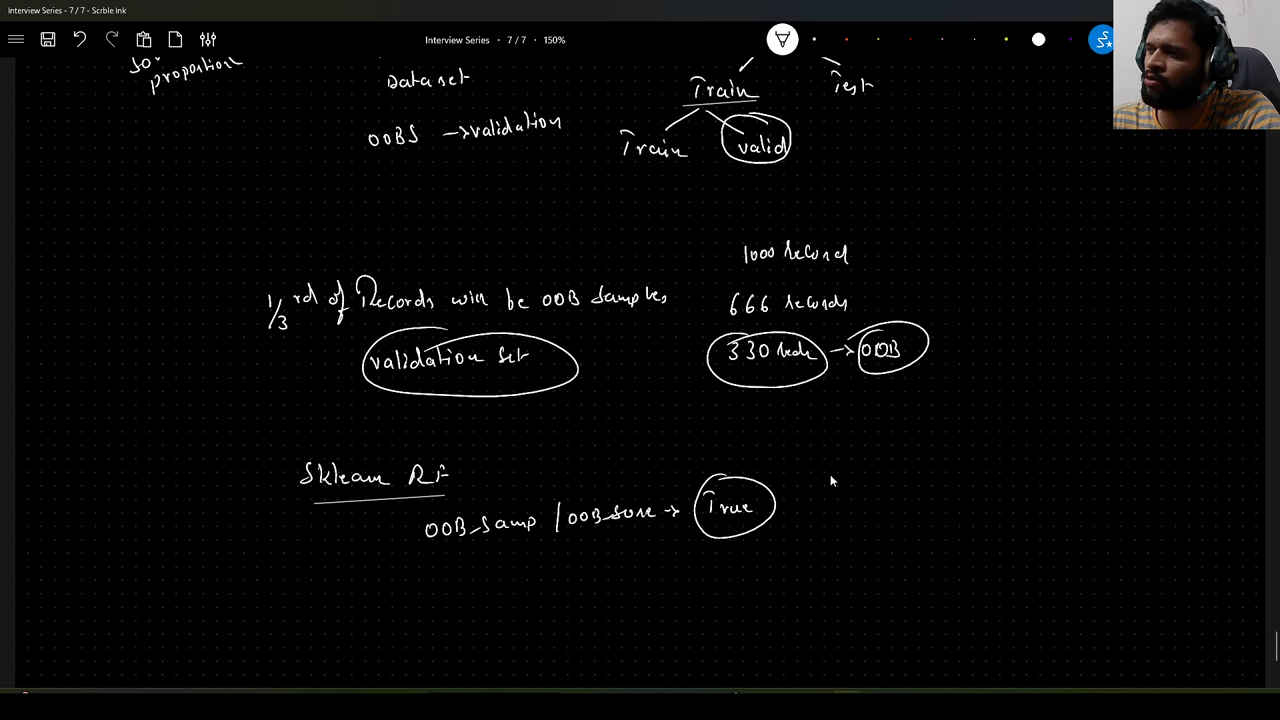 Interview Series - 7 / 7 - Scrble Ink
Interview Series • 7 / 7 • 150%
proportion
Dataset
Train
Test
OOBS → validation
Train
valid
1000 record
1/3 rd of Records will be OOB Samples
666 records
validation set
330 → OOB
Sklearn RF
OOB_Samp / OOB_Score → True